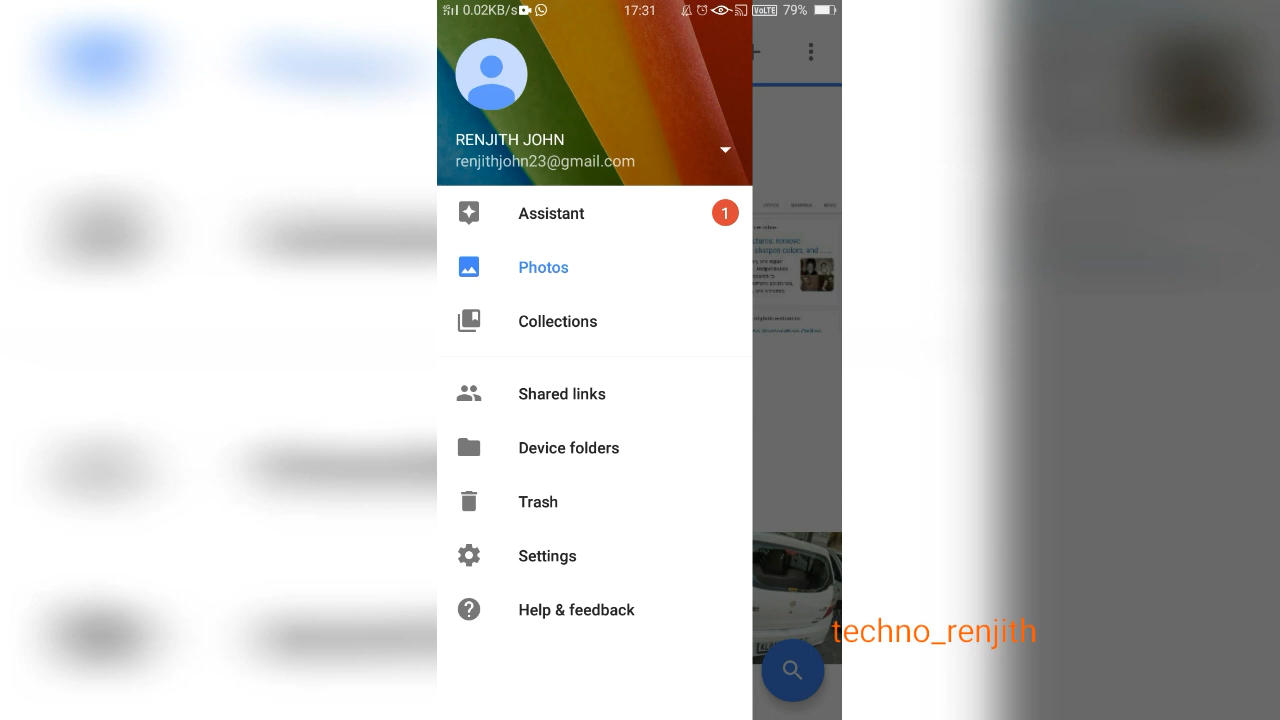 0.02KB/s
17:31
VoLTE
79%
RENJITH JOHN
renjithjohn23@gmail.com
Assistant
1
Photos
Collections
Shared links
Device folders
Trash
Settings
Help & feedback
techno_renjith